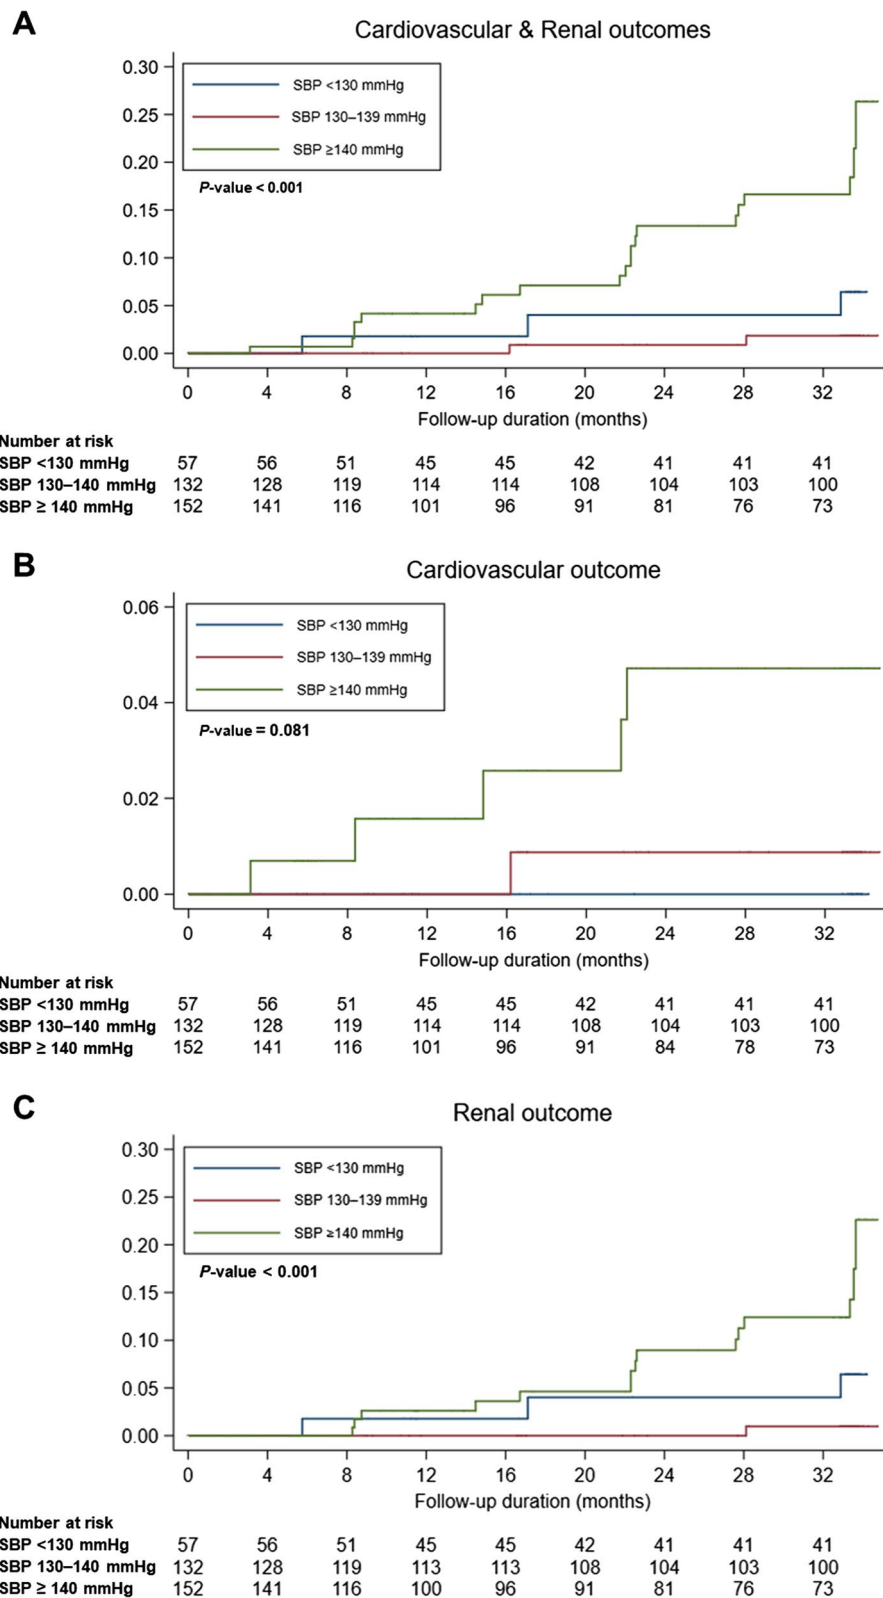 A
Cardiovascular & Renal outcomes
0.30
0.25
0.20
0.15
0.10
0.05
0.00
SBP <130 mmHg
SBP 130–139 mmHg
SBP ≥140 mmHg
P-value < 0.001
0 4 8 12 16 20 24 28 32
Follow-up duration (months)
Number at risk
SBP <130 mmHg 57 56 51 45 45 42 41 41 41
SBP 130–140 mmHg 132 128 119 114 114 108 104 103 100
SBP ≥ 140 mmHg 152 141 116 101 96 91 81 76 73
B
Cardiovascular outcome
0.06
0.04
0.02
0.00
SBP <130 mmHg
SBP 130–139 mmHg
SBP ≥140 mmHg
P-value = 0.081
0 4 8 12 16 20 24 28 32
Follow-up duration (months)
Number at risk
SBP <130 mmHg 57 56 51 45 45 42 41 41 41
SBP 130–140 mmHg 132 128 119 114 114 108 104 103 100
SBP ≥ 140 mmHg 152 141 116 101 96 91 84 78 73
C
Renal outcome
0.30
0.25
0.20
0.15
0.10
0.05
0.00
SBP <130 mmHg
SBP 130–139 mmHg
SBP ≥140 mmHg
P-value < 0.001
0 4 8 12 16 20 24 28 32
Follow-up duration (months)
Number at risk
SBP <130 mmHg 57 56 51 45 45 42 41 41 41
SBP 130–140 mmHg 132 128 119 113 113 108 104 103 100
SBP ≥ 140 mmHg 152 141 116 100 96 91 81 76 73